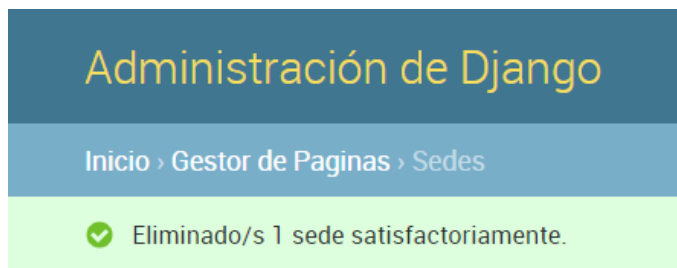 Administración de Django
Inicio › Gestor de Paginas › Sedes
Eliminado/s 1 sede satisfactoriamente.